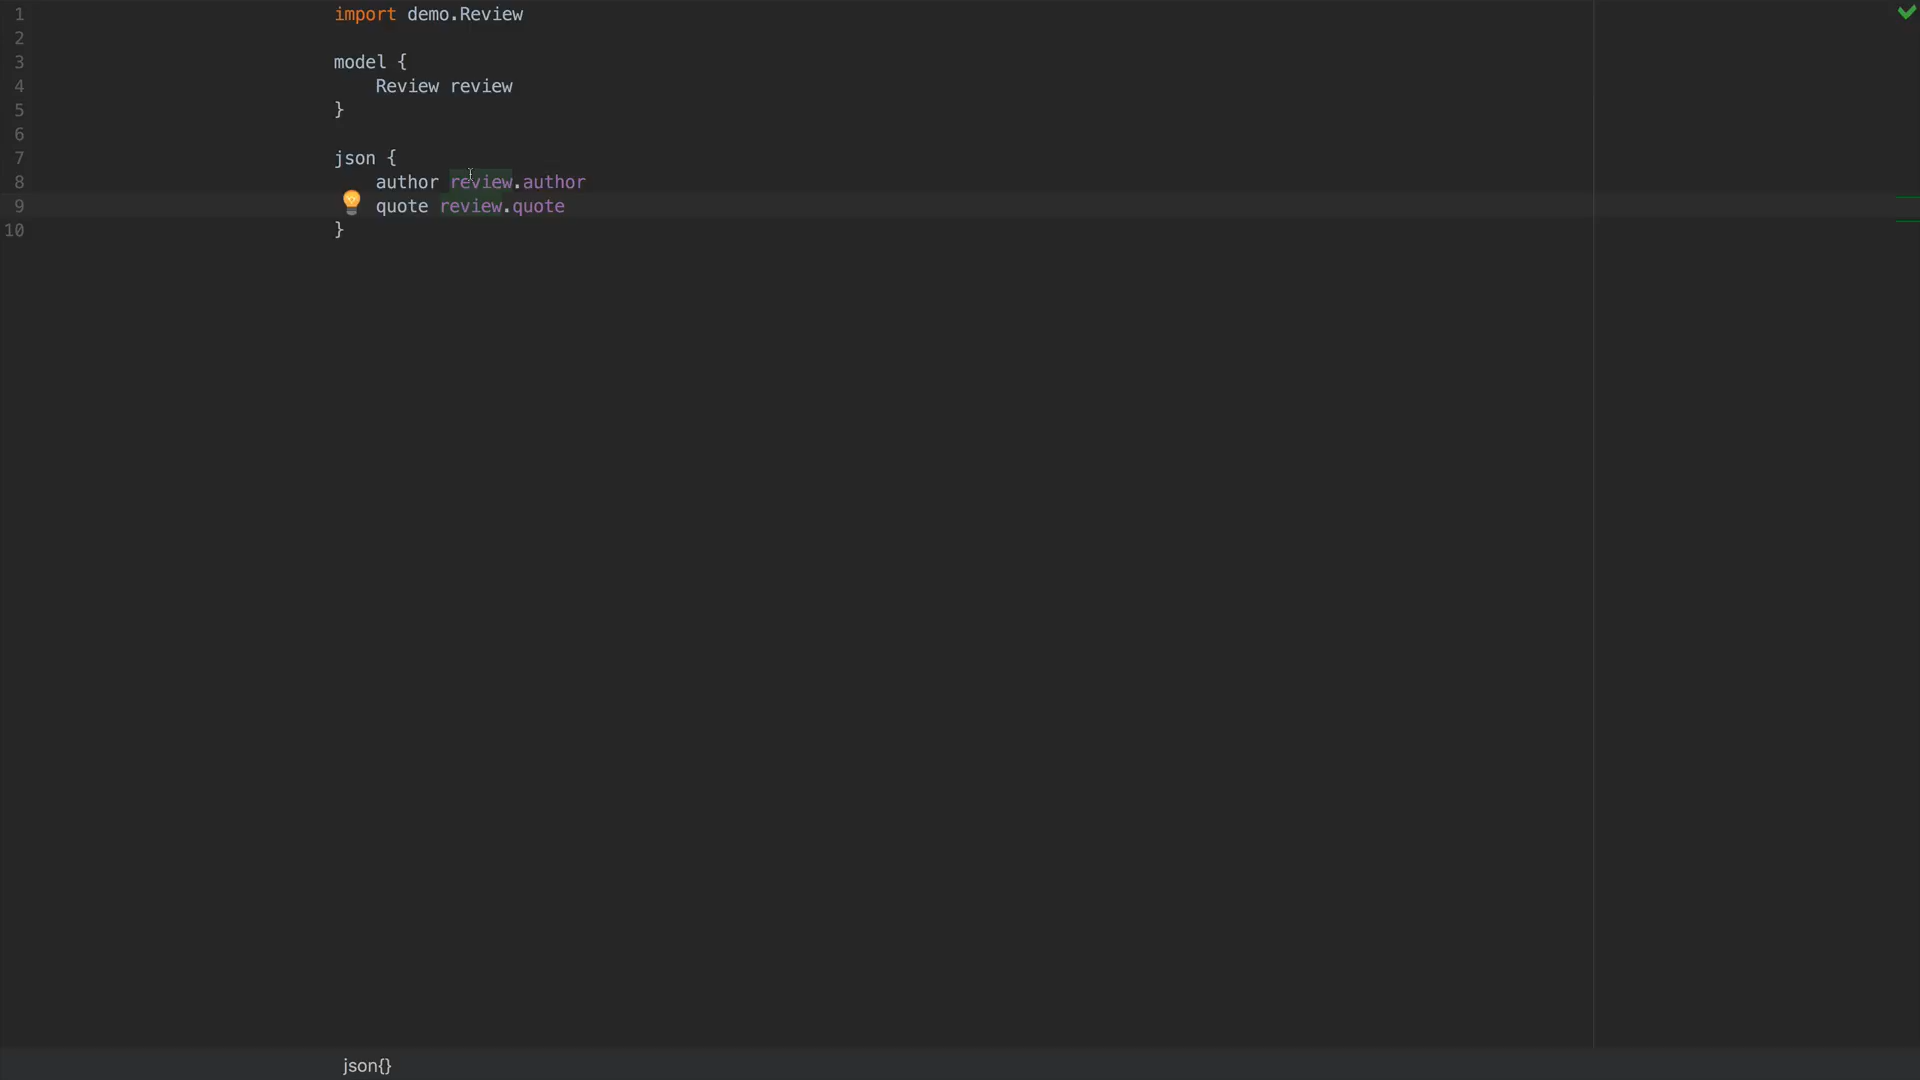 1 import demo.Review
2
3 model {
4     Review review
5 }
6
7 json {
8     author review.author
9     quote review.quote
10 }
json{}